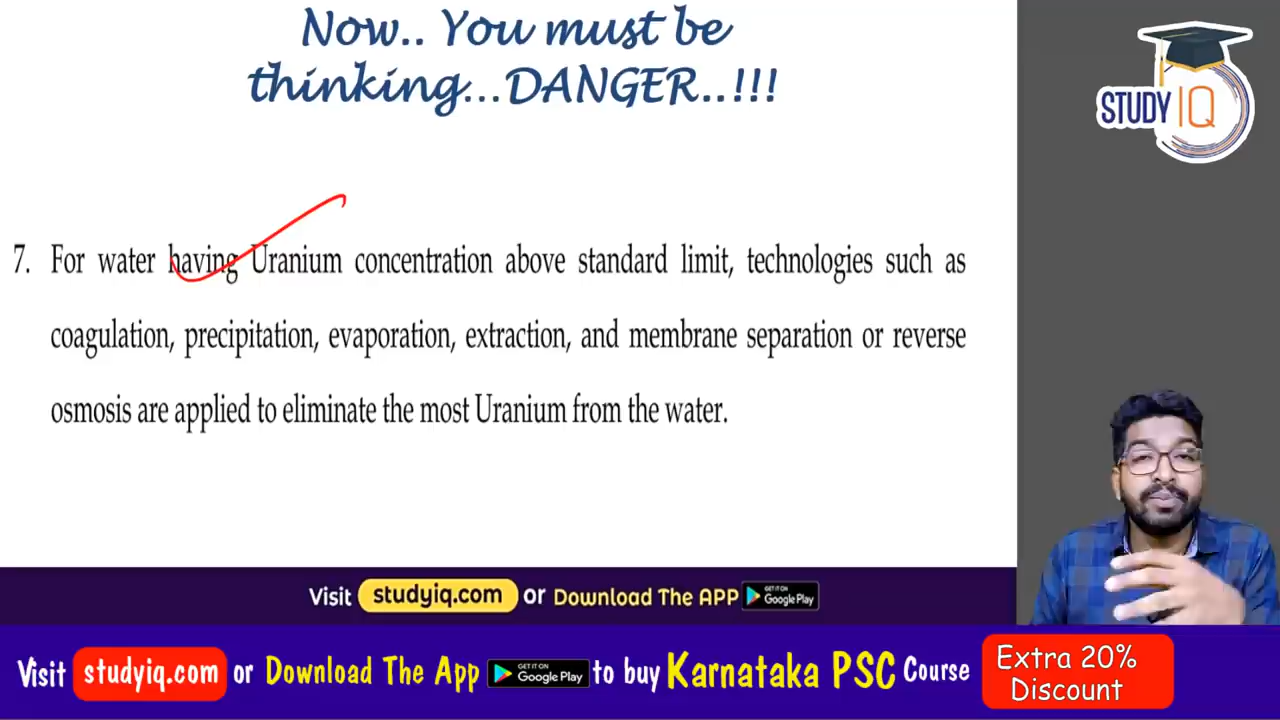 Now.. You must be
thinking...DANGER..!!!
STUDY IQ
7. For water having Uranium concentration above standard limit, technologies such as
coagulation, precipitation, evaporation, extraction, and membrane separation or reverse
osmosis are applied to eliminate the most Uranium from the water.
Visit studyiq.com or Download The APP GET IT ON Google Play
Visit studyiq.com or Download The App GET IT ON Google Play to buy Karnataka PSC Course
Extra 20%
Discount